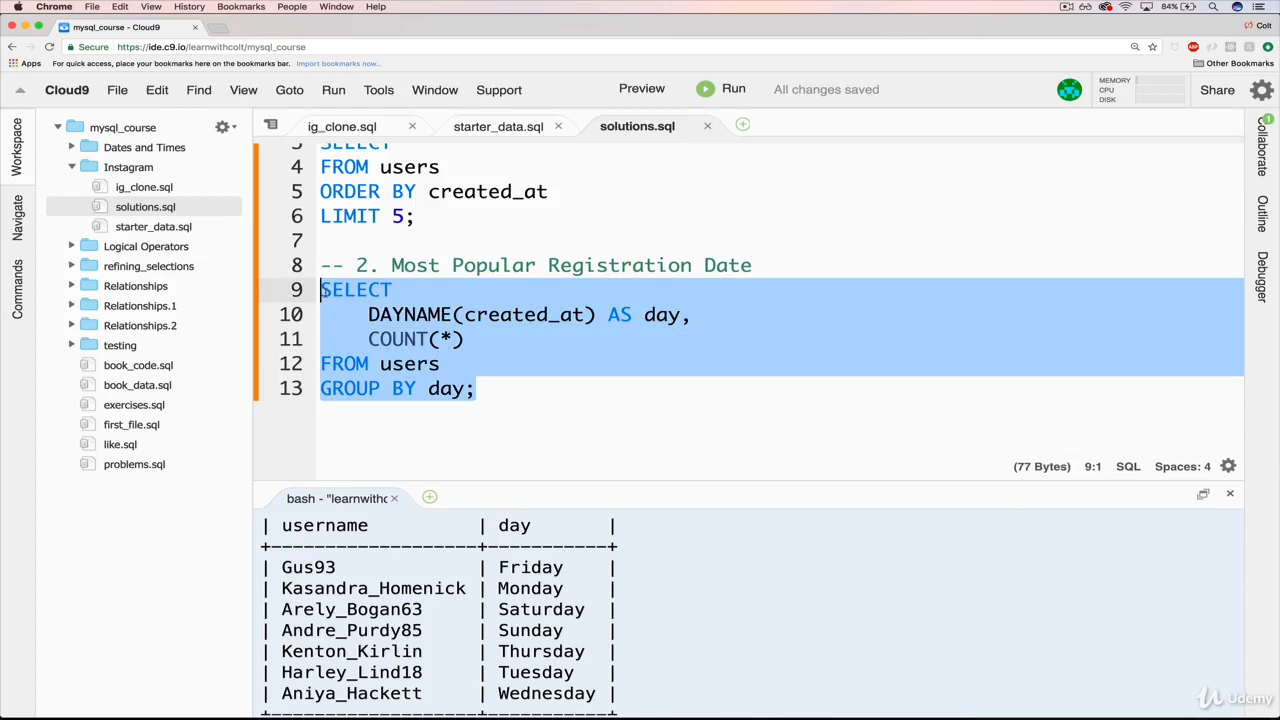 Chrome File Edit View History Bookmarks People Window Help
84%
mysql_course - Cloud9
Colt
Secure https://ide.c9.io/learnwithcolt/mysql_course
Apps For quick access, place your bookmarks here on the bookmarks bar. Import bookmarks now... Other Bookmarks
Cloud9 File Edit Find View Goto Run Tools Window Support Preview Run All changes saved MEMORY CPU DISK Share
Workspace
Navigate
Commands
mysql_course
Dates and Times
Instagram
ig_clone.sql
solutions.sql
starter_data.sql
Logical Operators
refining_selections
Relationships
Relationships.1
Relationships.2
testing
book_code.sql
book_data.sql
exercises.sql
first_file.sql
like.sql
problems.sql
ig_clone.sql starter_data.sql solutions.sql
3 SELECT
4 FROM users
5 ORDER BY created_at
6 LIMIT 5;
7
8 -- 2. Most Popular Registration Date
9 SELECT
10 DAYNAME(created_at) AS day,
11 COUNT(*)
12 FROM users
13 GROUP BY day;
(77 Bytes) 9:1 SQL Spaces: 4
Collaborate
1
Outline
Debugger
bash - "learnwithc
| username | day |
+-------------------+-----------+
| Gus93 | Friday |
| Kasandra_Homenick | Monday |
| Arely_Bogan63 | Saturday |
| Andre_Purdy85 | Sunday |
| Kenton_Kirlin | Thursday |
| Harley_Lind18 | Tuesday |
| Aniya_Hackett | Wednesday |
+-------------------+-----------+
Udemy